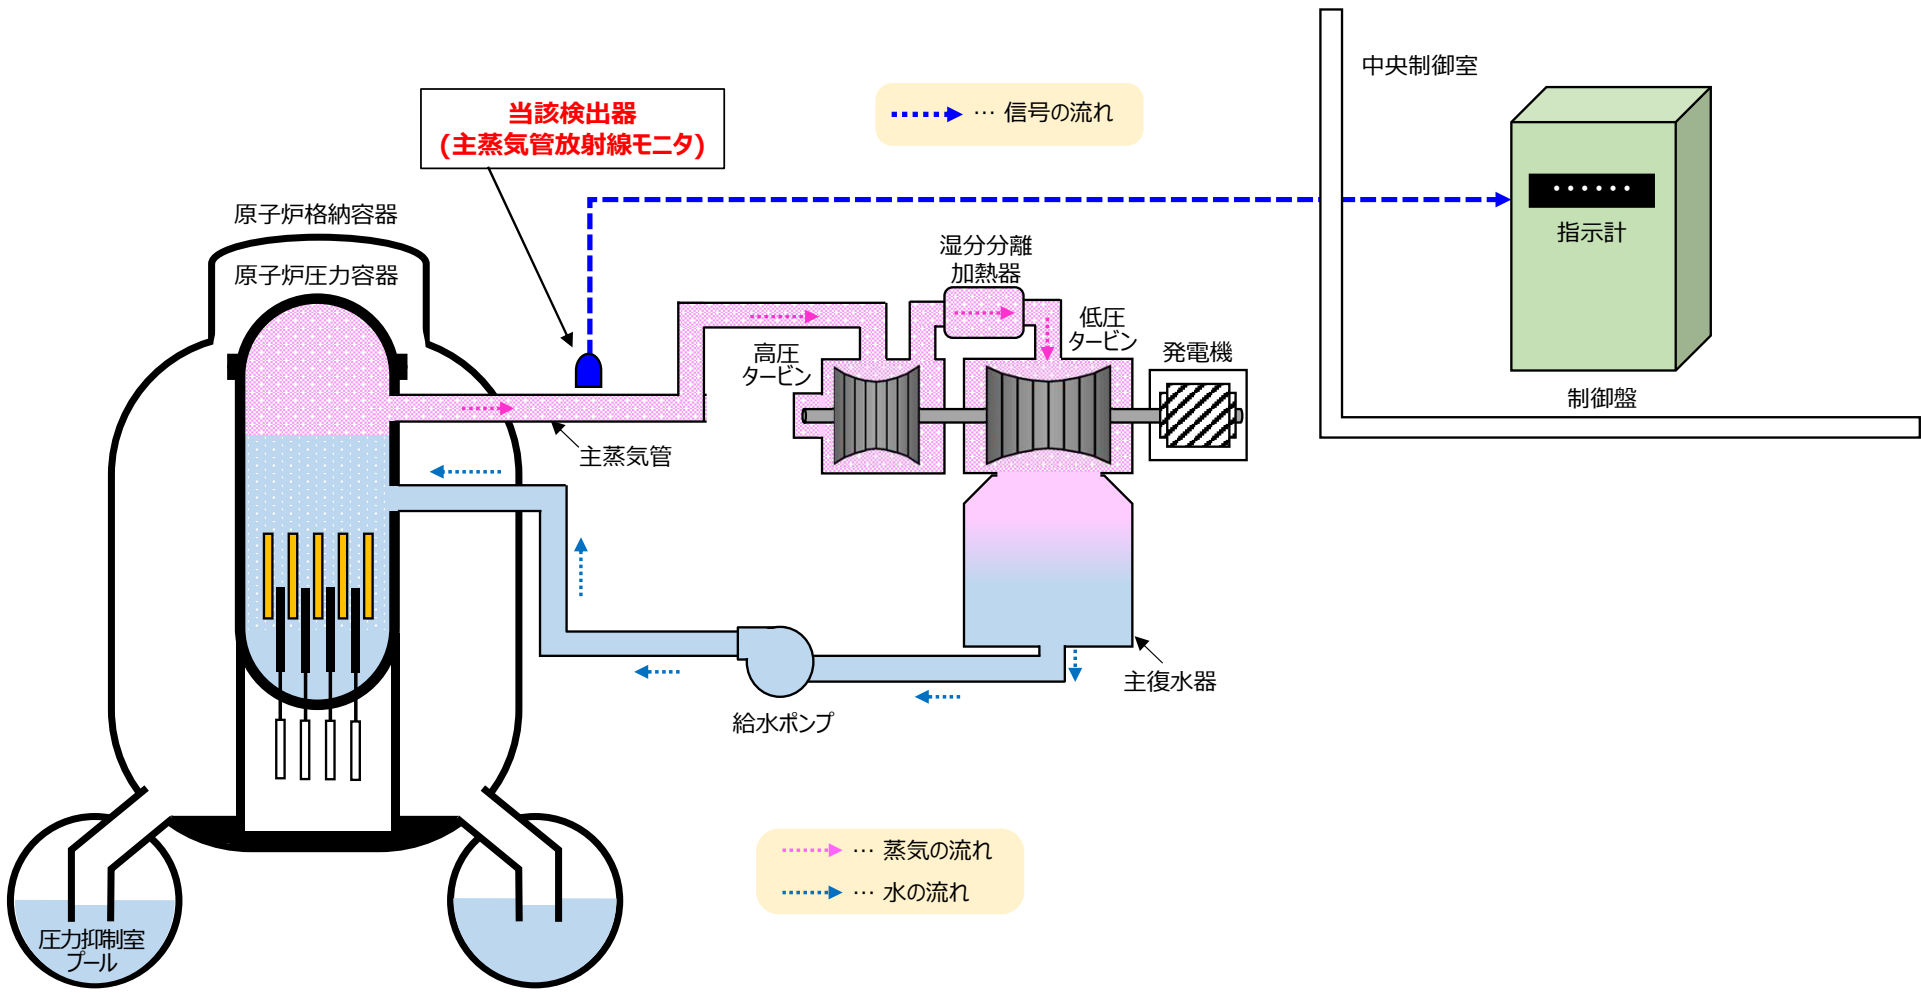 中央制御室
当該検出器
(主蒸気管放射線モニタ)
… 信号の流れ
原子炉格納容器
指示計
湿分分離
加熱器
原子炉圧力容器
低圧
タービン
高圧
タービン
発電機
制御盤
主蒸気管
主復水器
給水ポンプ
… 蒸気の流れ
… 水の流れ
圧力抑制室
プール